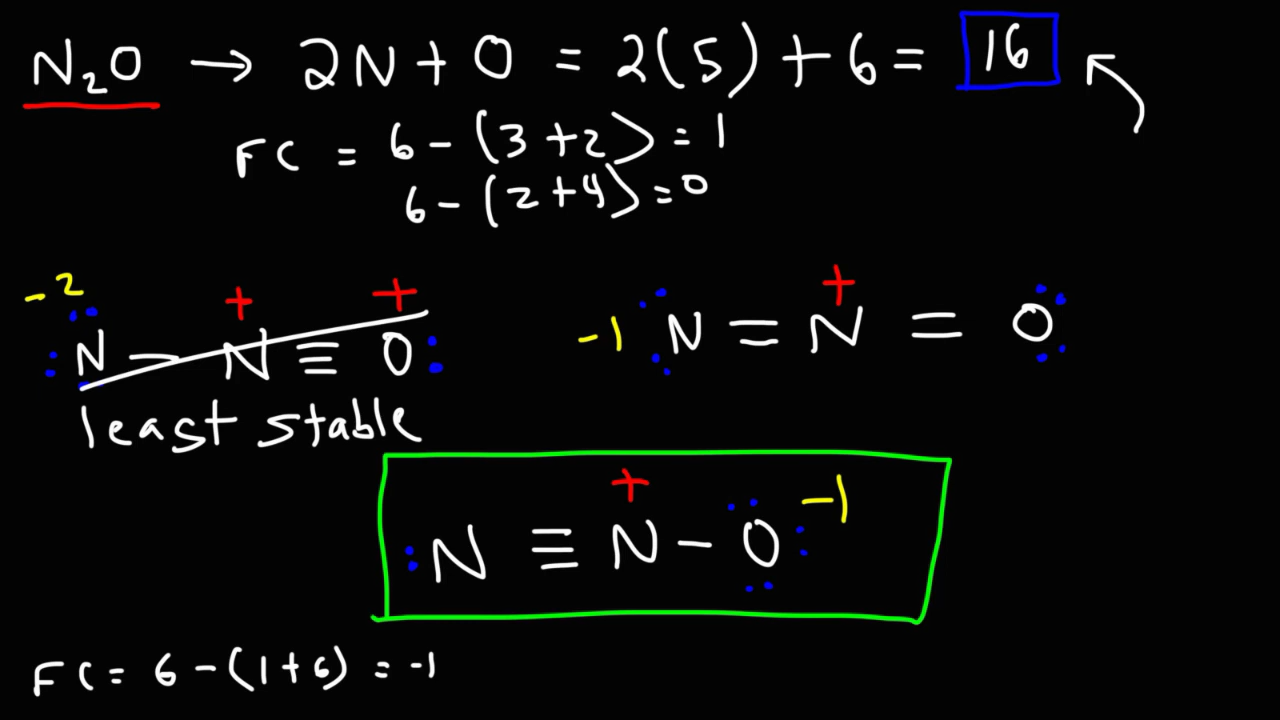 N₂O → 2N + O = 2(5) + 6 = 16
FC = 6 - (3 + 2) = 1
6 - (2 + 4) = 0
-2 + +
:N̈ - N ≡ O:
least stable
+
-1 N = N = O
+ -1
:N ≡ N - O:
FC = 6 - (1 + 6) = -1